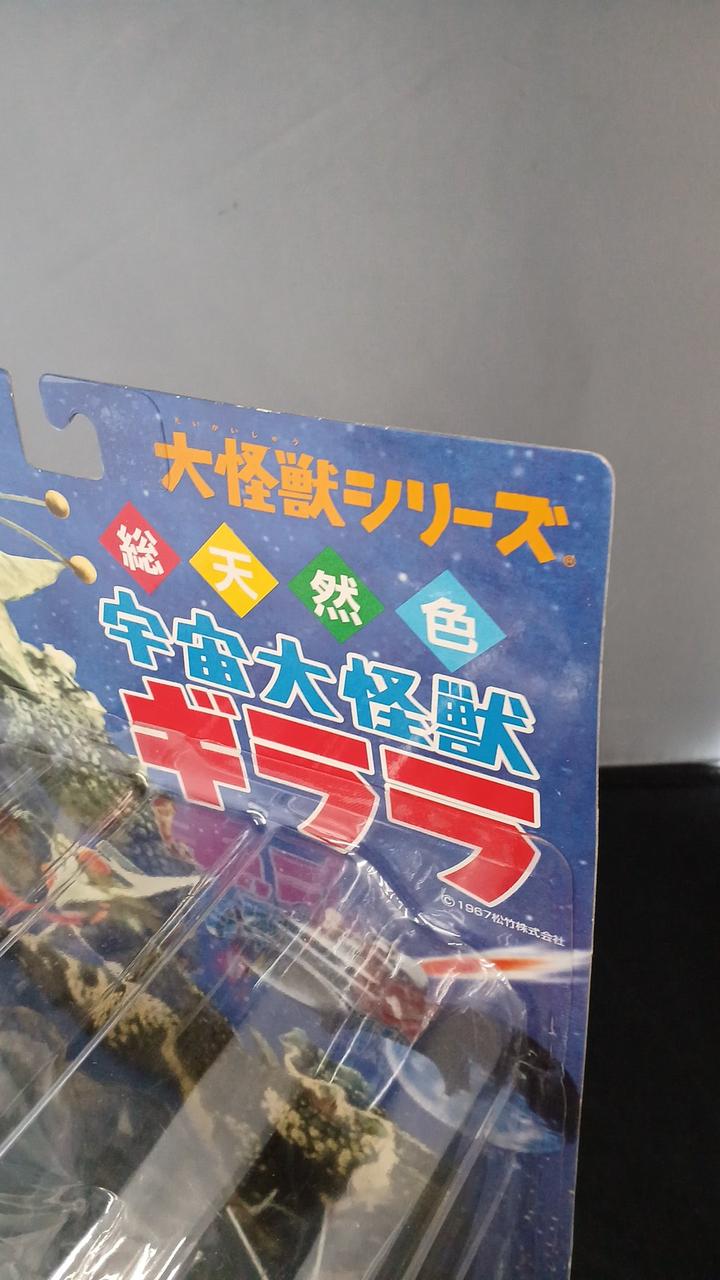 たいかいじゅう
大怪獣シリーズ®
総天然色
宇宙大怪獣
ギララ
©1967松竹株式会社